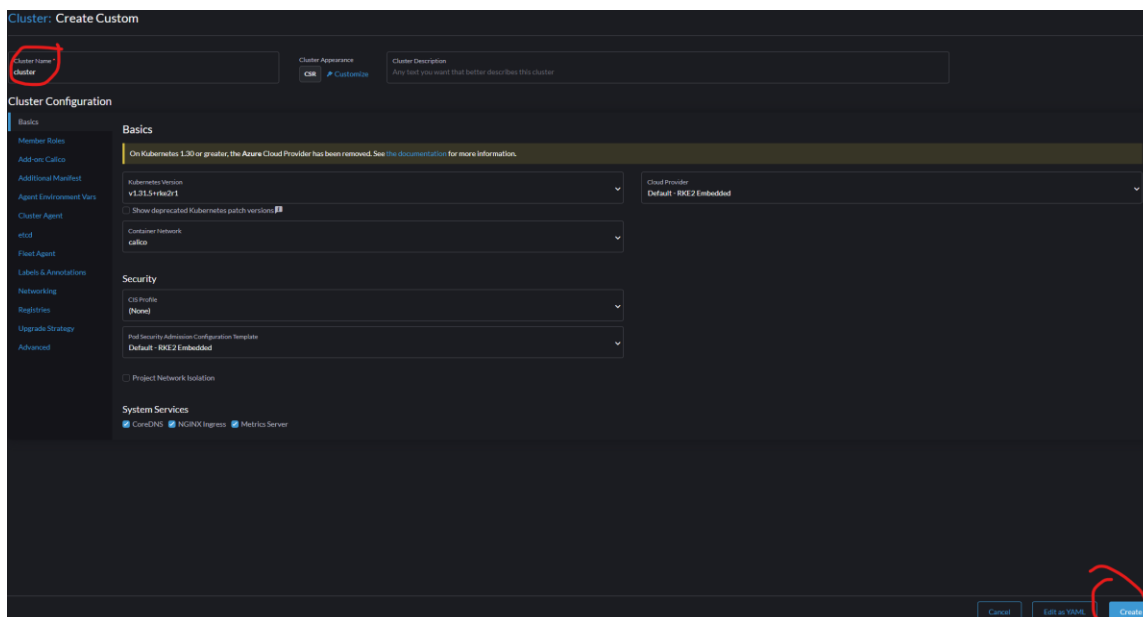 Cluster: Create Custom
Cluster Name *
cluster
Cluster Appearance
CSR Customize
Cluster Description
Any text you want that better describes this cluster
Cluster Configuration
Basics
Member Roles
Add-on: Calico
Additional Manifest
Agent Environment Vars
Cluster Agent
etcd
Fleet Agent
Labels & Annotations
Networking
Registries
Upgrade Strategy
Advanced
Basics
On Kubernetes 1.30 or greater, the Azure Cloud Provider has been removed. See the documentation for more information.
Kubernetes Version
v1.31.5+rke2r1
Cloud Provider
Default - RKE2 Embedded
Show deprecated Kubernetes patch versions
Container Network
calico
Security
CIS Profile
(None)
Pod Security Admission Configuration Template
Default - RKE2 Embedded
Project Network Isolation
System Services
CoreDNS NGINX Ingress Metrics Server
Cancel Edit as YAML Create